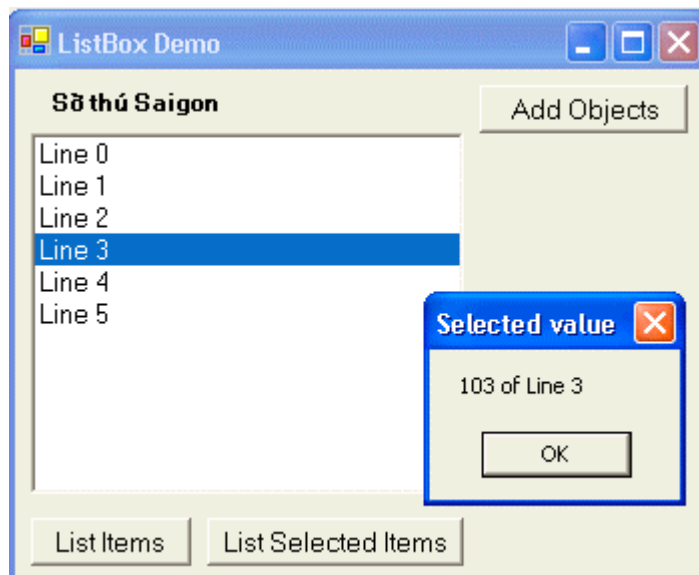 ListBox Demo
Sở thú Saigon
Add Objects
Line 0
Line 1
Line 2
Line 3
Line 4
Line 5
Selected value
103 of Line 3
OK
List Items
List Selected Items